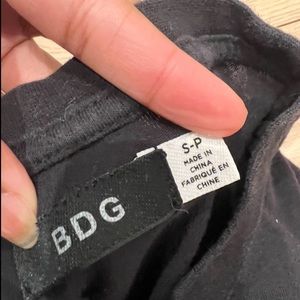 BDG
S-P
MADE IN
CHINA
FABRIQUÉ EN
CHINE